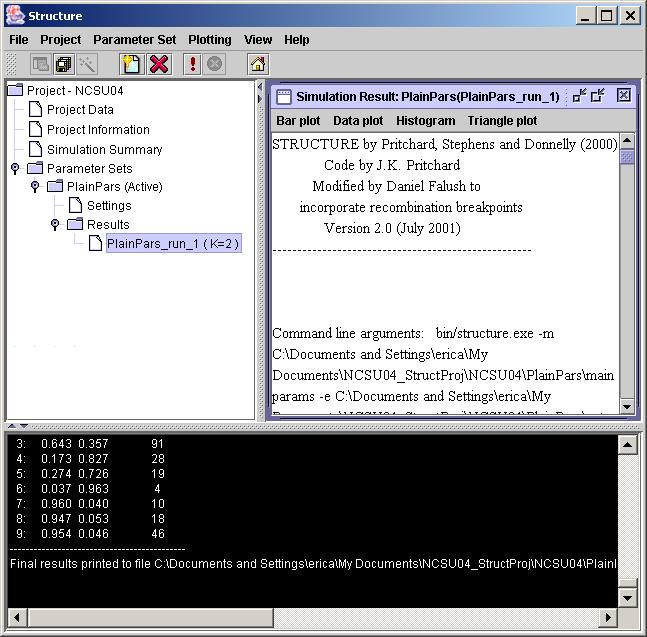 Structure
File Project Parameter Set Plotting View Help
Project - NCSU04
Project Data
Project Information
Simulation Summary
Parameter Sets
PlainPars (Active)
Settings
Results
PlainPars_run_1 ( K=2 )
Simulation Result: PlainPars(PlainPars_run_1)
Bar plot Data plot Histogram Triangle plot
STRUCTURE by Pritchard, Stephens and Donnelly (2000)
Code by J.K. Pritchard
Modified by Daniel Falush to
incorporate recombination breakpoints
Version 2.0 (July 2001)
----------------------------------------------------
Command line arguments: bin/structure.exe -m
C:\Documents and Settings\erica\My
Documents\NCSU04_StructProj\NCSU04\PlainPars\main
params -e C:\Documents and Settings\erica\My
3: 0.643 0.357 91
4: 0.173 0.827 28
5: 0.274 0.726 19
6: 0.037 0.963 4
7: 0.960 0.040 10
8: 0.947 0.053 18
9: 0.954 0.046 46
--------------------------------------------
Final results printed to file C:\Documents and Settings\erica\My Documents\NCSU04_StructProj\NCSU04\Plain